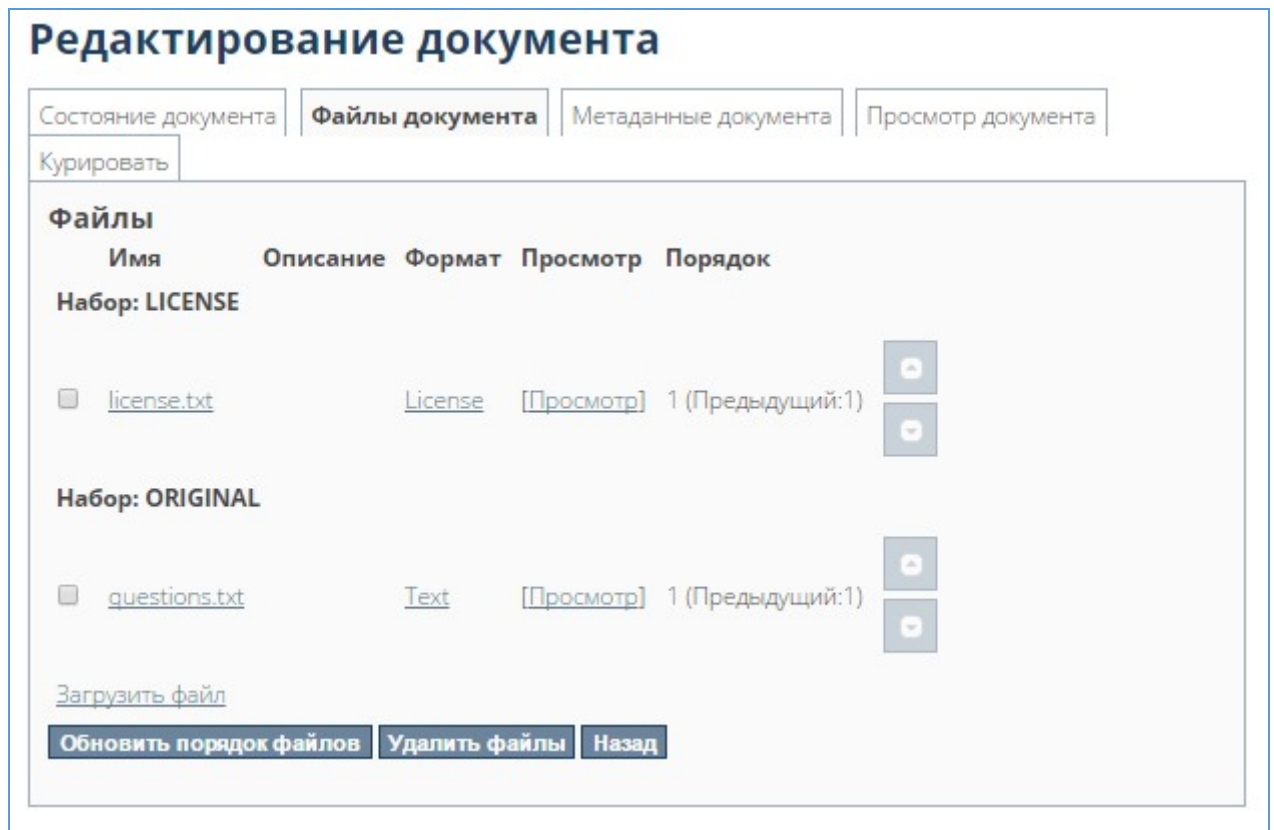 Редактирование документа
Состояние документа Файлы документа Метаданные документа Просмотр документа
Курировать
Файлы
Имя Описание Формат Просмотр Порядок
Набор: LICENSE
license.txt License [Просмотр] 1 (Предыдущий:1)
Набор: ORIGINAL
questions.txt Text [Просмотр] 1 (Предыдущий:1)
Загрузить файл
Обновить порядок файлов Удалить файлы Назад